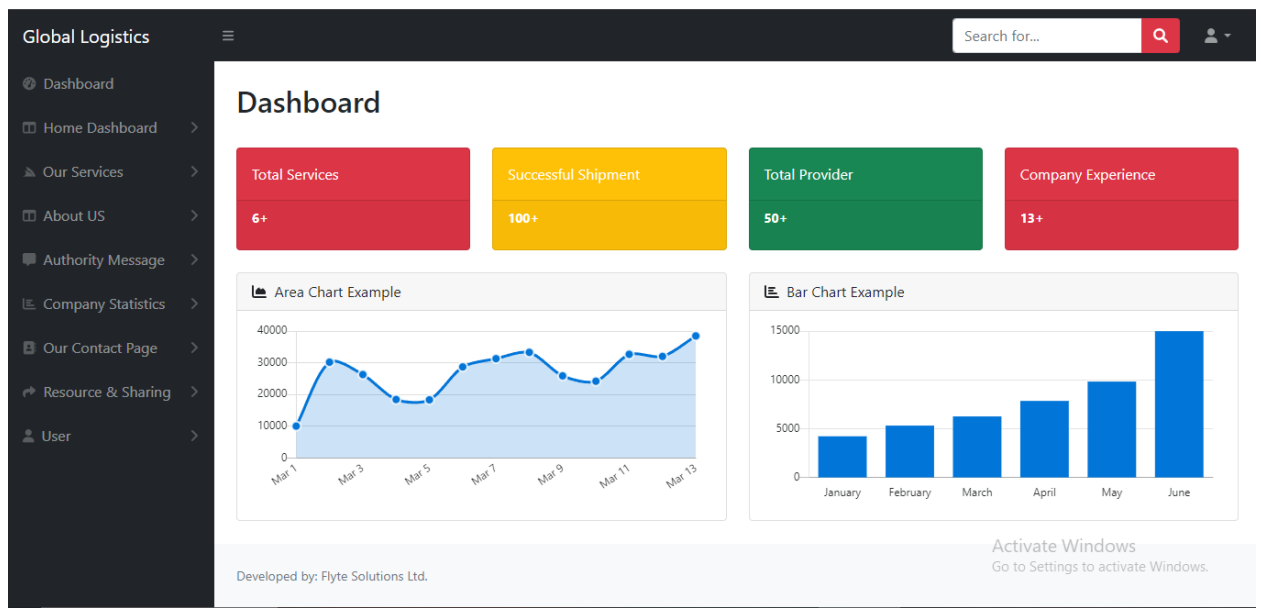 Global Logistics
Search for...
Dashboard
Home Dashboard
Our Services
About US
Authority Message
Company Statistics
Our Contact Page
Resource & Sharing
User
Dashboard
Total Services
6+
Successful Shipment
100+
Total Provider
50+
Company Experience
13+
Area Chart Example
40000
30000
20000
10000
0
Mar 1 Mar 3 Mar 5 Mar 7 Mar 9 Mar 11 Mar 13
Bar Chart Example
15000
10000
5000
0
January February March April May June
Activate Windows
Go to Settings to activate Windows.
Developed by: Flyte Solutions Ltd.